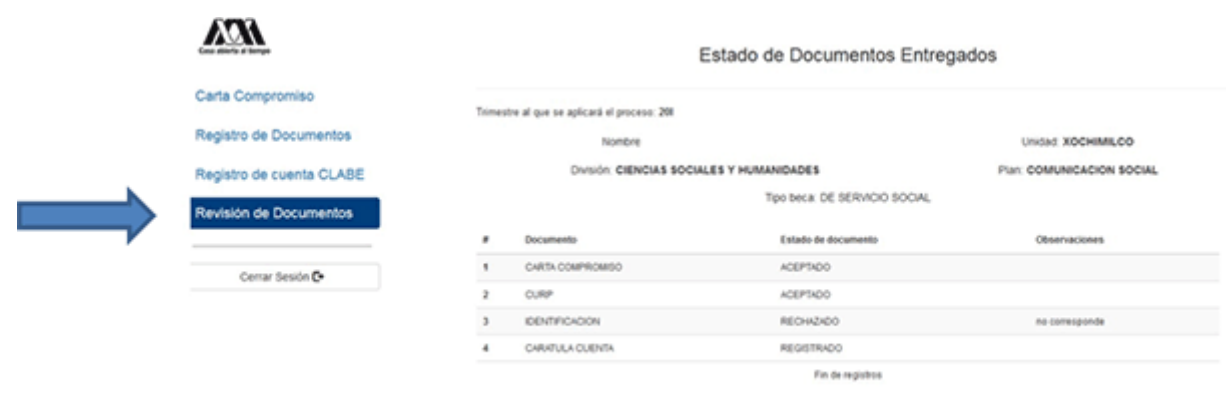 Casa abierta al tiempo
Carta Compromiso
Registro de Documentos
Registro de cuenta CLABE
Revisión de Documentos
Cerrar Sesión
Estado de Documentos Entregados
Trimestre al que se aplicará el proceso: 20I
Nombre Unidad: XOCHIMILCO
División: CIENCIAS SOCIALES Y HUMANIDADES Plan: COMUNICACION SOCIAL
Tipo beca: DE SERVICIO SOCIAL
# Documento Estado de documento Observaciones
1 CARTA COMPROMISO ACEPTADO
2 CURP ACEPTADO
3 IDENTIFICACION RECHAZADO no corresponde
4 CARATULA CUENTA REGISTRADO
Fin de registros